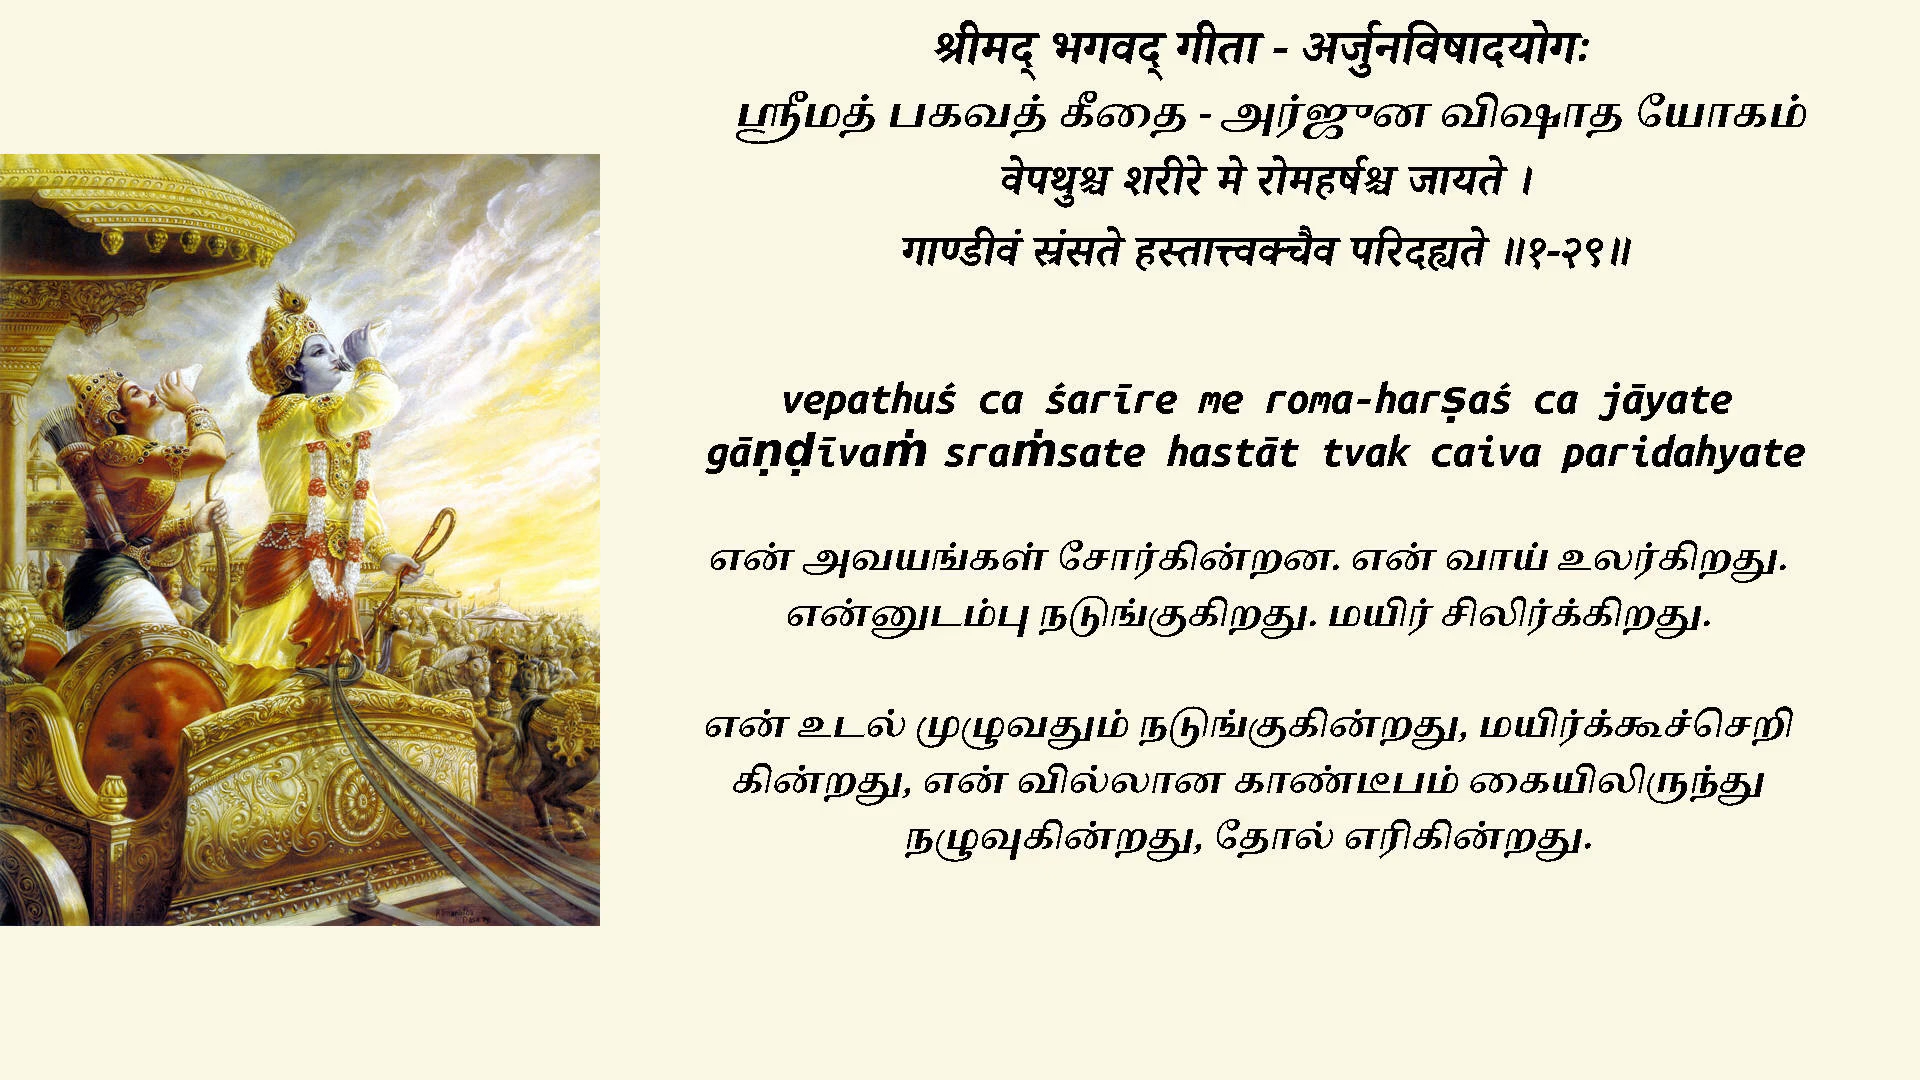 श्रीमद् भगवद् गीता - अर्जुनविषादयोगः
ஸ்ரீமத் பகவத் கீதை - அர்ஜுன விஷாத யோகம்
वेपथुश्च शरीरे मे रोमहर्षश्च जायते ।
गाण्डीवं स्रंसते हस्तात्त्वक्चैव परिदह्यते ॥१-२९॥
vepathuś ca śarīre me roma-harṣaś ca jāyate
gāṇḍīvaṁ sraṁsate hastāt tvak caiva paridahyate
என் அவயங்கள் சோர்கின்றன. என் வாய் உலர்கிறது.
என்னுடம்பு நடுங்குகிறது. மயிர் சிலிர்க்கிறது.
என் உடல் முழுவதும் நடுங்குகின்றது, மயிர்க்கூச்செறி
கின்றது, என் வில்லான காண்டீபம் கையிலிருந்து
நழுவுகின்றது, தோல் எரிகின்றது.